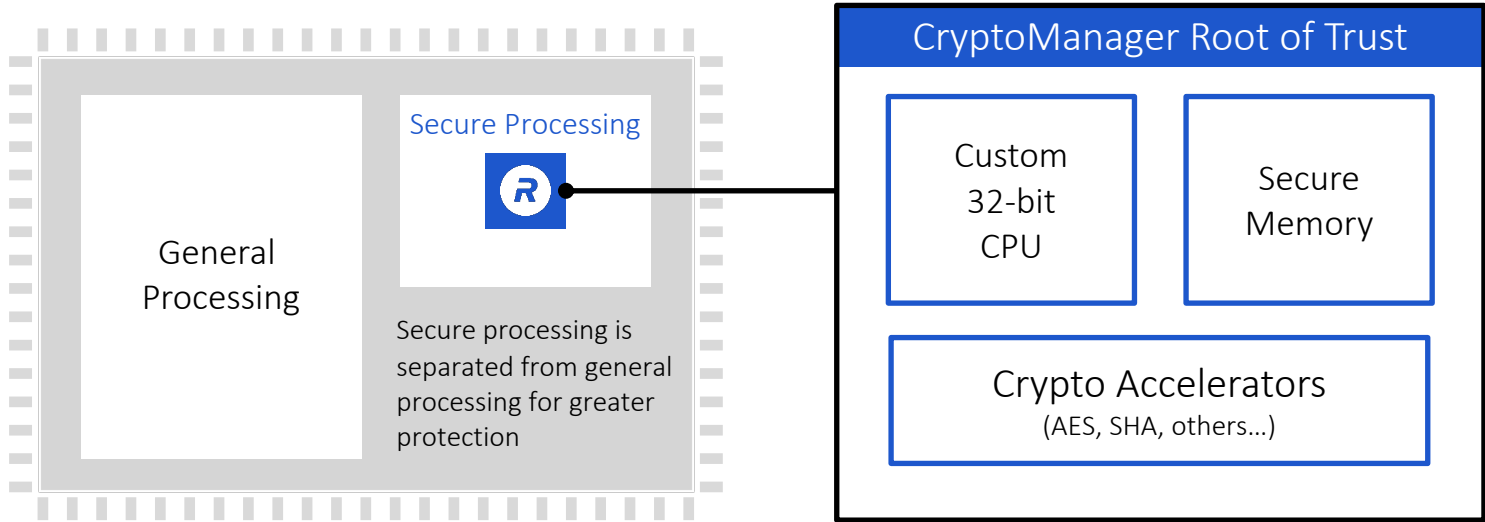 General
Processing
Secure Processing
R
Secure processing is
separated from general
processing for greater
protection
CryptoManager Root of Trust
Custom
32-bit
CPU
Secure
Memory
Crypto Accelerators
(AES, SHA, others...)